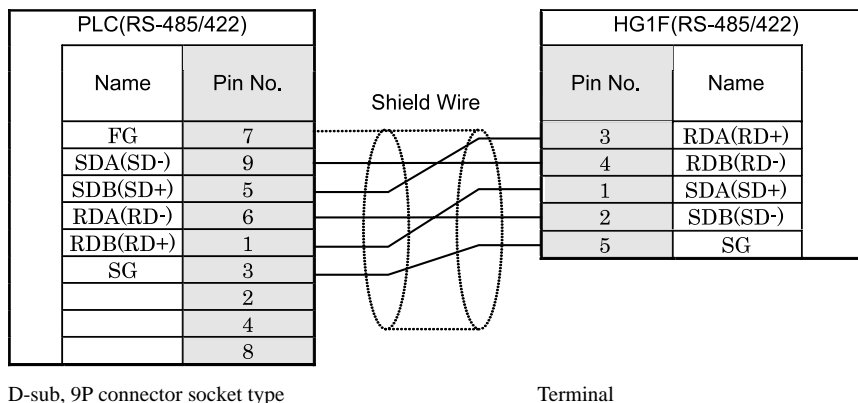 PLC(RS-485/422)
Name Pin No.
FG 7
SDA(SD-) 9
SDB(SD+) 5
RDA(RD-) 6
RDB(RD+) 1
SG 3
2
4
8
D-sub, 9P connector socket type
Shield Wire
HG1F(RS-485/422)
Pin No. Name
3 RDA(RD+)
4 RDB(RD-)
1 SDA(SD+)
2 SDB(SD-)
5 SG
Terminal